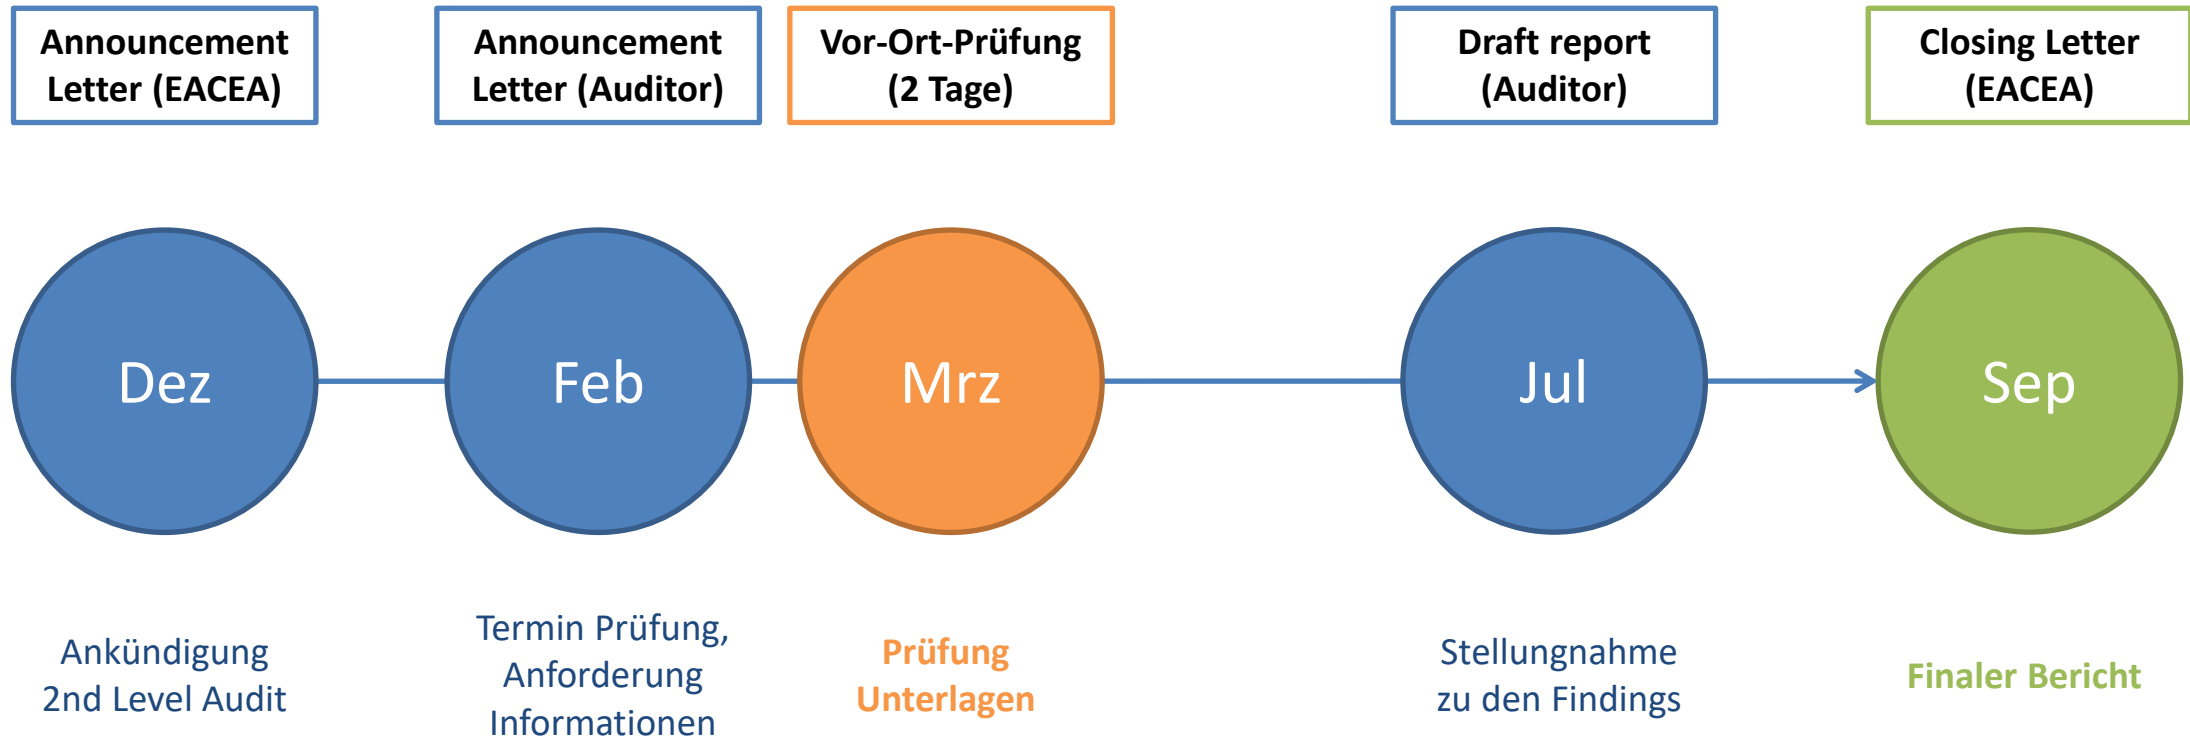 Announcement
Letter (EACEA)
Announcement
Letter (Auditor)
Vor-Ort-Prüfung
(2 Tage)
Draft report
(Auditor)
Closing Letter
(EACEA)
Dez
Feb
Mrz
Jul
Sep
Ankündigung
2nd Level Audit
Termin Prüfung,
Anforderung
Informationen
Prüfung
Unterlagen
Stellungnahme
zu den Findings
Finaler Bericht